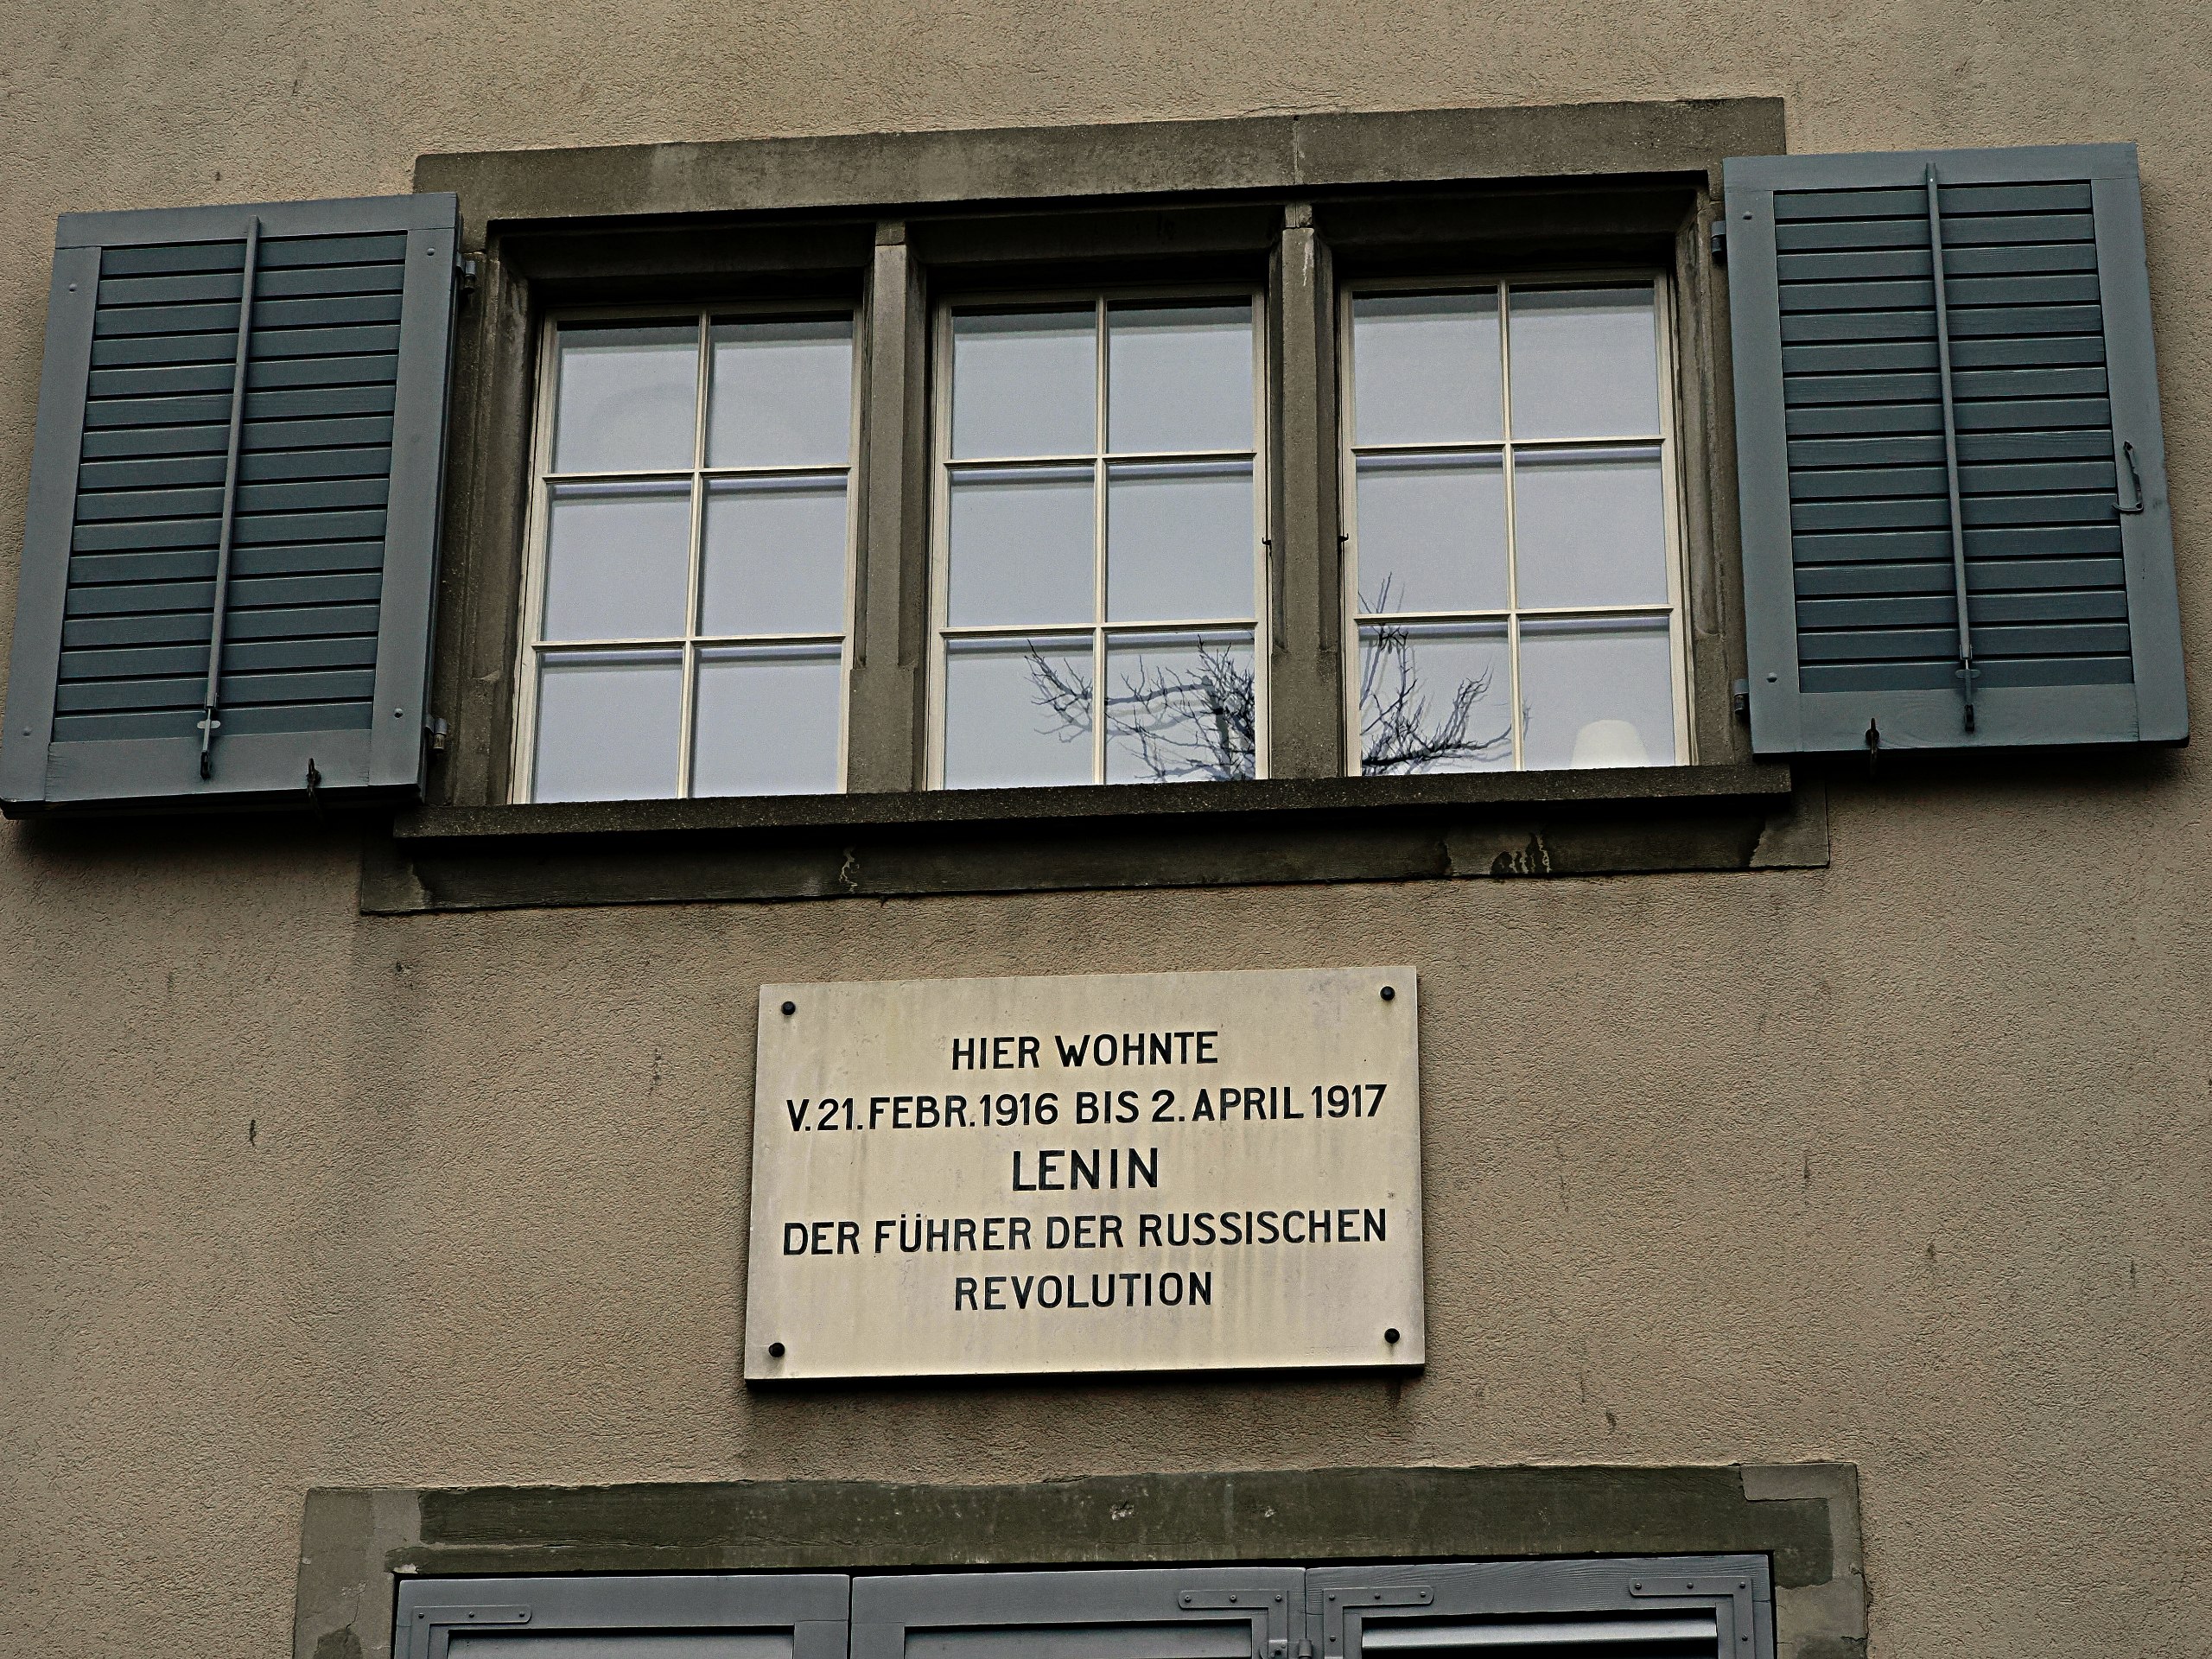 HIER WOHNTE
V. 21. FEBR. 1916 BIS 2. APRIL 1917
LENIN
DER FÜHRER DER RUSSISCHEN
REVOLUTION